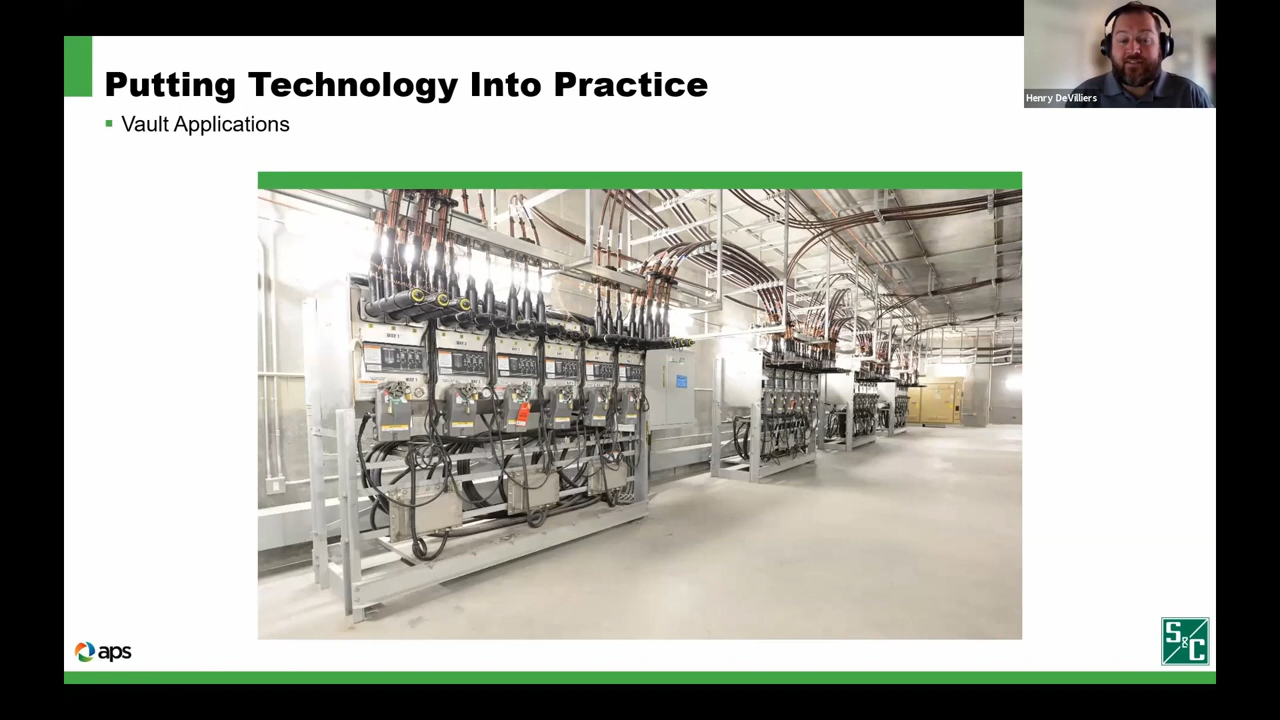 Putting Technology Into Practice
Vault Applications
Henry DeVilliers
aps
S&C